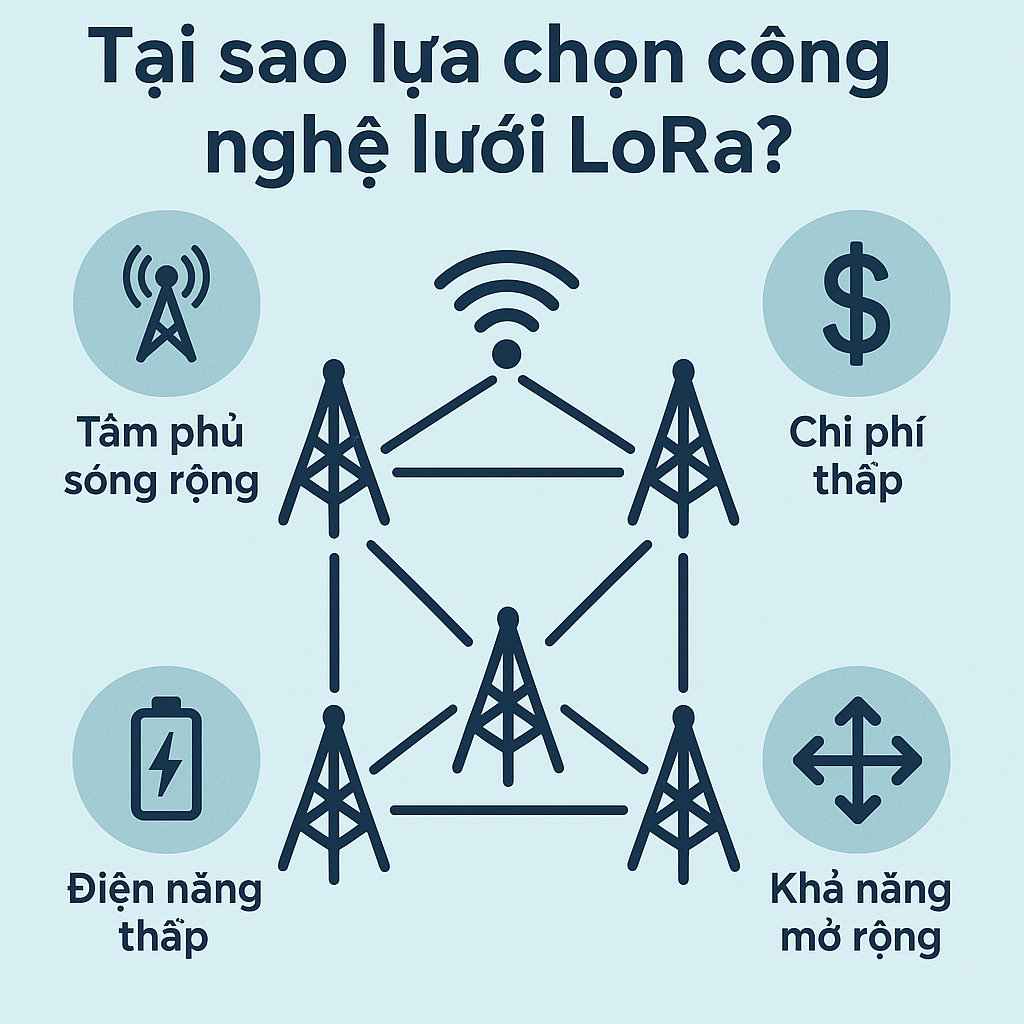 Tại sao lựa chọn công
nghệ lưới LoRa?
Tâm phủ
sóng rộng
Chi phí
thấp
Điện năng
thấp
Khả năng
mở rộng